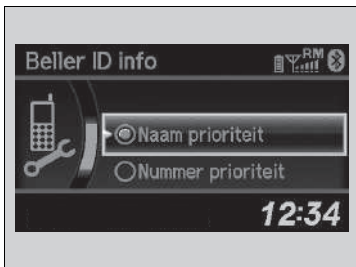 Beller ID info
RM
Naam prioriteit
Nummer prioriteit
12:34